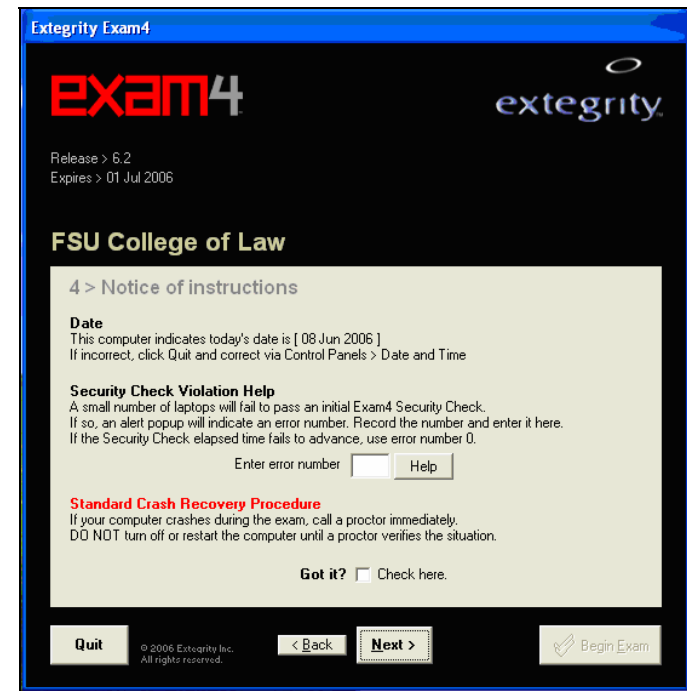 Extegrity Exam4
exam4
extegrity
Release > 6.2
Expires > 01 Jul 2006
FSU College of Law
4 > Notice of instructions
Date
This computer indicates today's date is [ 08 Jun 2006 ]
If incorrect, click Quit and correct via Control Panels > Date and Time
Security Check Violation Help
A small number of laptops will fail to pass an initial Exam4 Security Check.
If so, an alert popup will indicate an error number. Record the number and enter it here.
If the Security Check elapsed time fails to advance, use error number 0.
Enter error number Help
Standard Crash Recovery Procedure
If your computer crashes during the exam, call a proctor immediately.
DO NOT turn off or restart the computer until a proctor verifies the situation.
Got it? Check here.
Quit © 2006 Extegrity Inc. < Back Next > Begin Exam
All rights reserved.